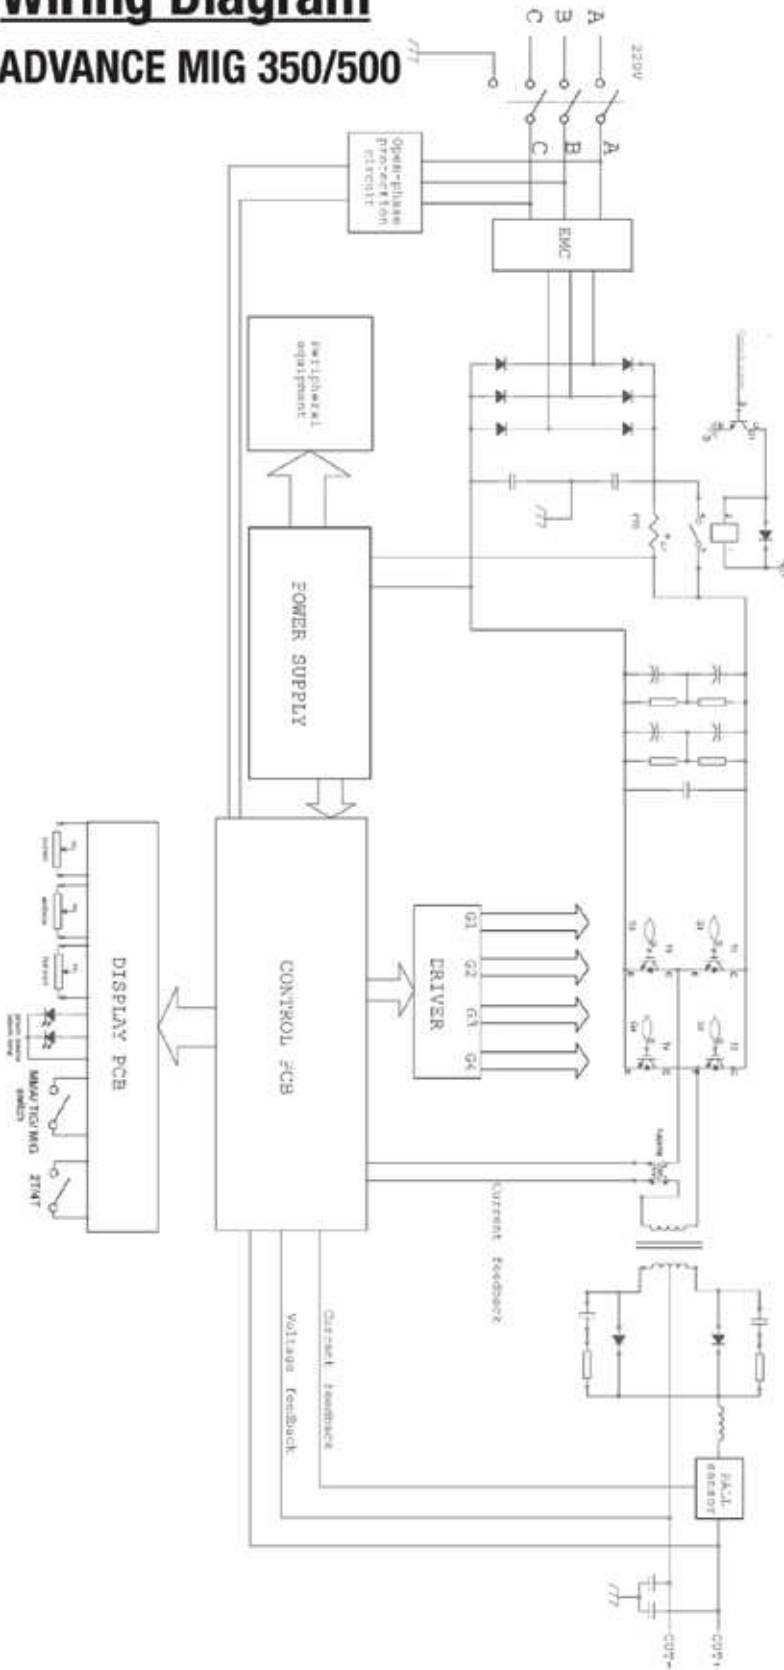 Wiring Diagram
ADVANCE MIG 350/500
220V
A
B
C
A
B
C
Open-phase
protection
circuit
EMC
Peripheral
equipment
POWER SUPPLY
CONTROL PCB
DRIVER
G1
G2
G3
G4
DISPLAY PCB
MMA/TIG/MIG
switch
2T/4T
Current feedback
Current feedback
Voltage feedback
HALL
sensor
OUT+
OUT-